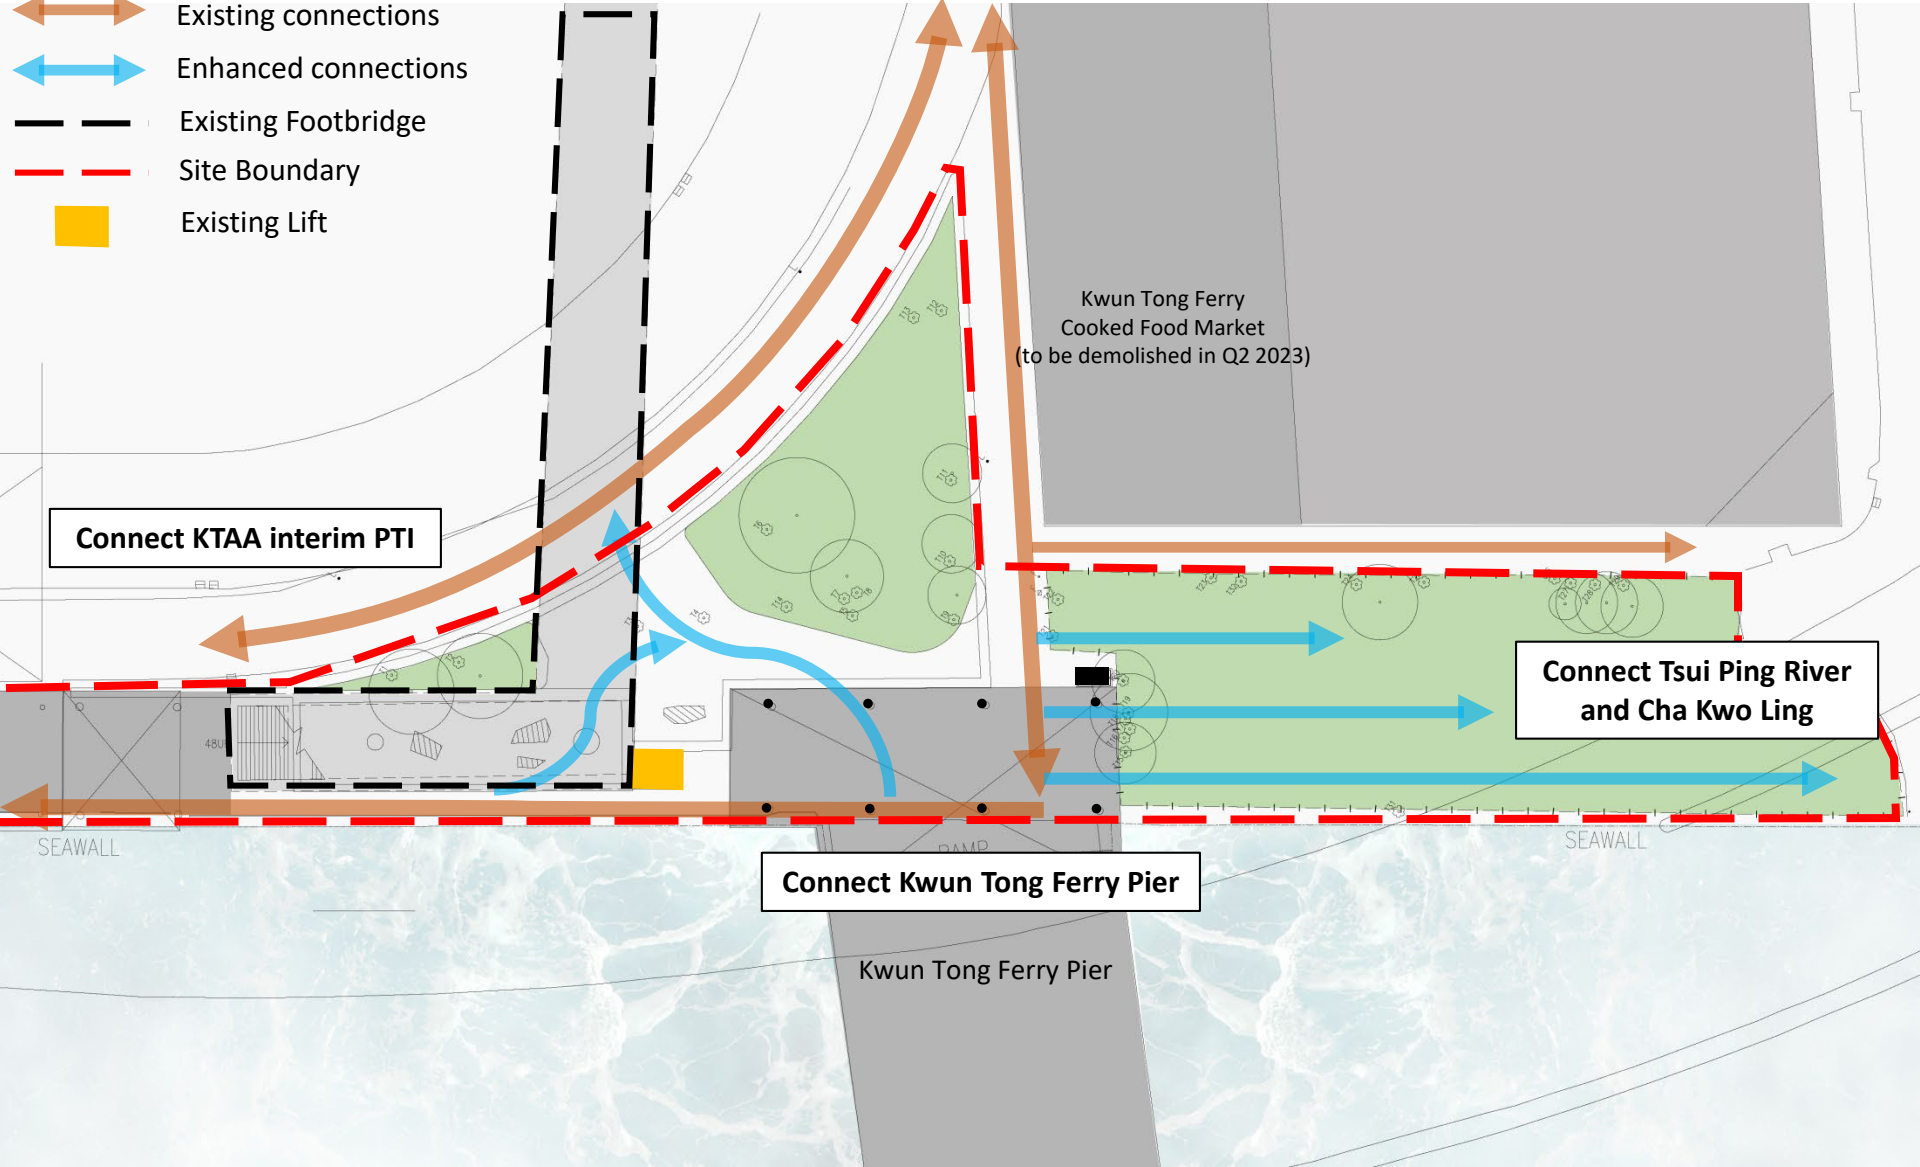 Existing connections
Enhanced connections
Existing Footbridge
Site Boundary
Existing Lift
Kwun Tong Ferry
Cooked Food Market
(to be demolished in Q2 2023)
Connect KTAA interim PTI
Connect Tsui Ping River
and Cha Kwo Ling
SEAWALL
SEAWALL
RAMP
Connect Kwun Tong Ferry Pier
Kwun Tong Ferry Pier